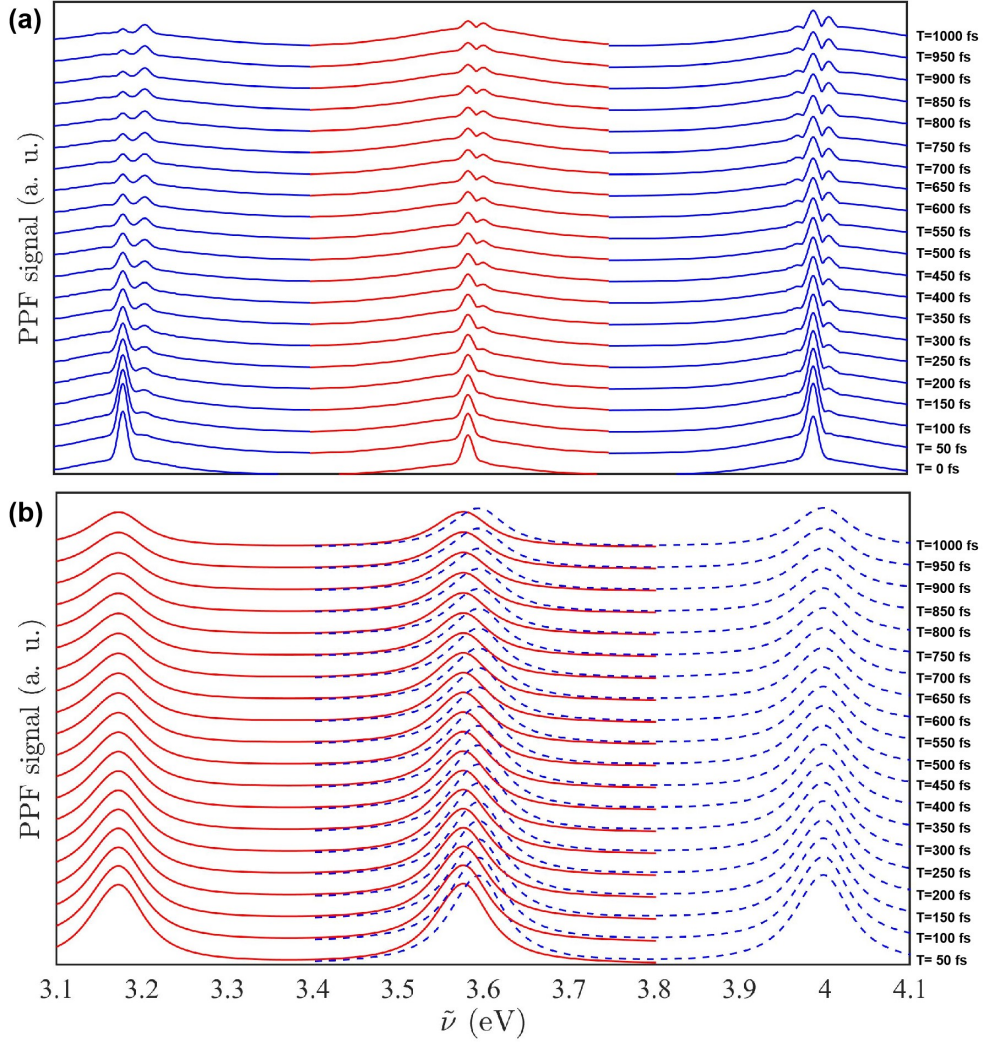 (a)
PPF signal (a. u.)
T=1000 fs
T=950 fs
T=900 fs
T=850 fs
T=800 fs
T=750 fs
T=700 fs
T=650 fs
T=600 fs
T=550 fs
T=500 fs
T=450 fs
T=400 fs
T=350 fs
T=300 fs
T=250 fs
T=200 fs
T=150 fs
T=100 fs
T= 50 fs
T= 0 fs
(b)
PPF signal (a. u.)
T=1000 fs
T=950 fs
T=900 fs
T=850 fs
T=800 fs
T=750 fs
T=700 fs
T=650 fs
T=600 fs
T=550 fs
T=500 fs
T=450 fs
T=400 fs
T=350 fs
T=300 fs
T=250 fs
T=200 fs
T=150 fs
T=100 fs
T= 50 fs
3.1 3.2 3.3 3.4 3.5 3.6 3.7 3.8 3.9 4 4.1
ν̃ (eV)